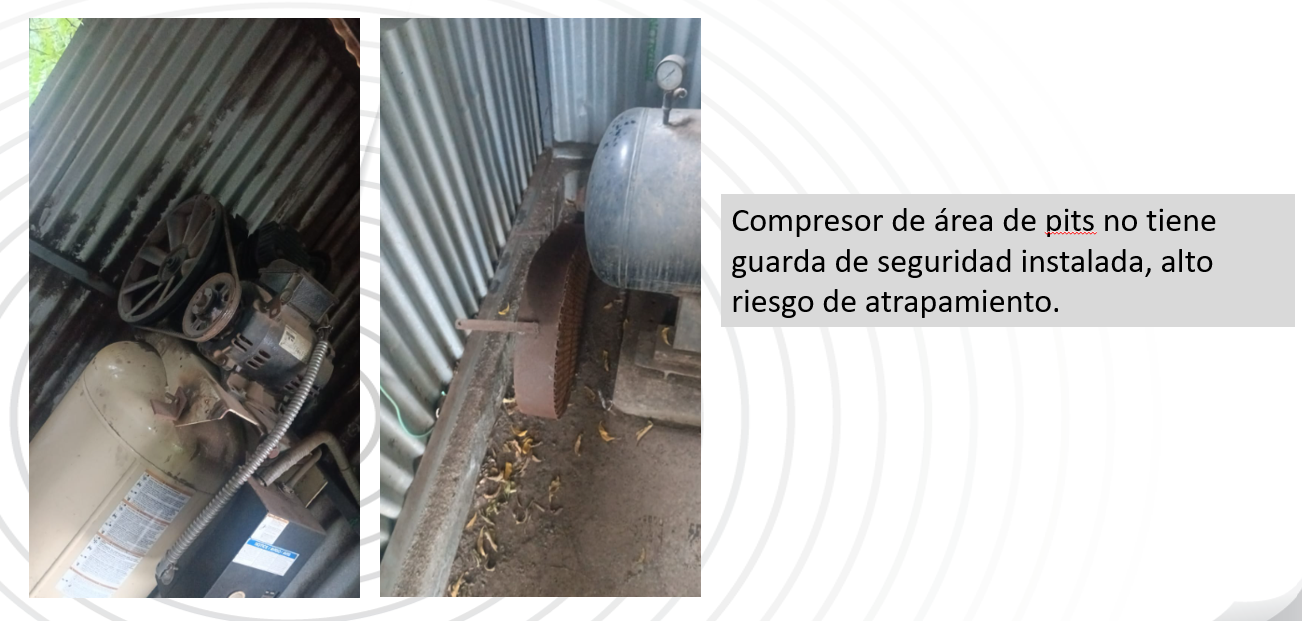 Compresor de área de pits no tiene
guarda de seguridad instalada, alto
riesgo de atrapamiento.